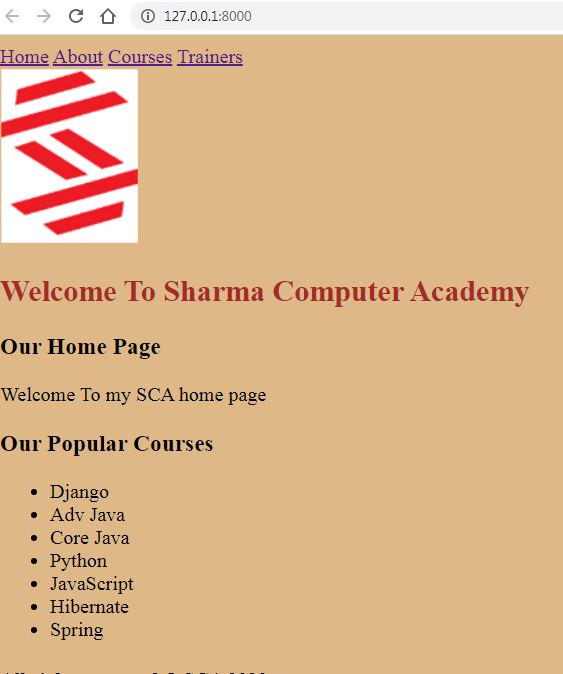 127.0.0.1:8000
Home About Courses Trainers
Welcome To Sharma Computer Academy
Our Home Page
Welcome To my SCA home page
Our Popular Courses
Django
Adv Java
Core Java
Python
JavaScript
Hibernate
Spring